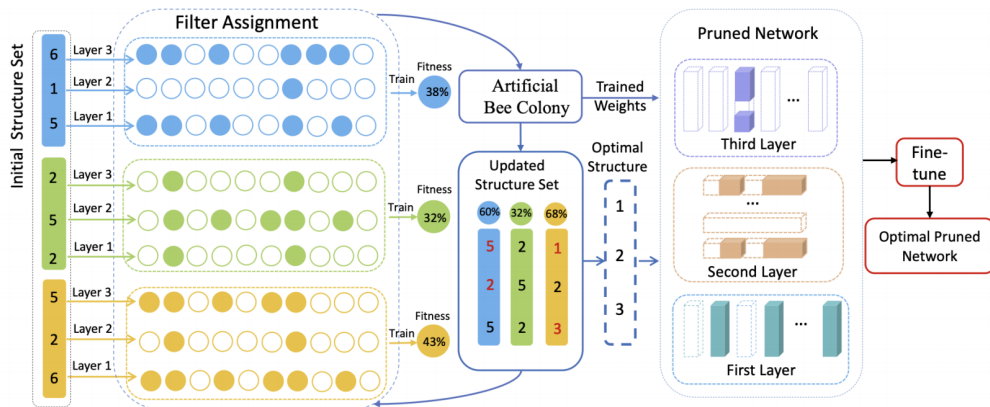 Initial Structure Set
Filter Assignment
6
1
5
Layer 3
Layer 2
Layer 1
Train
Fitness
38%
2
5
2
Layer 3
Layer 2
Layer 1
Train
Fitness
32%
5
2
6
Layer 3
Layer 2
Layer 1
Train
Fitness
43%
Artificial
Bee Colony
Trained
Weights
Updated
Structure Set
60% 32% 68%
5 2 1
2 5 2
5 2 3
Optimal
Structure
1
2
3
Pruned Network
...
Third Layer
...
Second Layer
...
First Layer
Fine-
tune
Optimal Pruned
Network